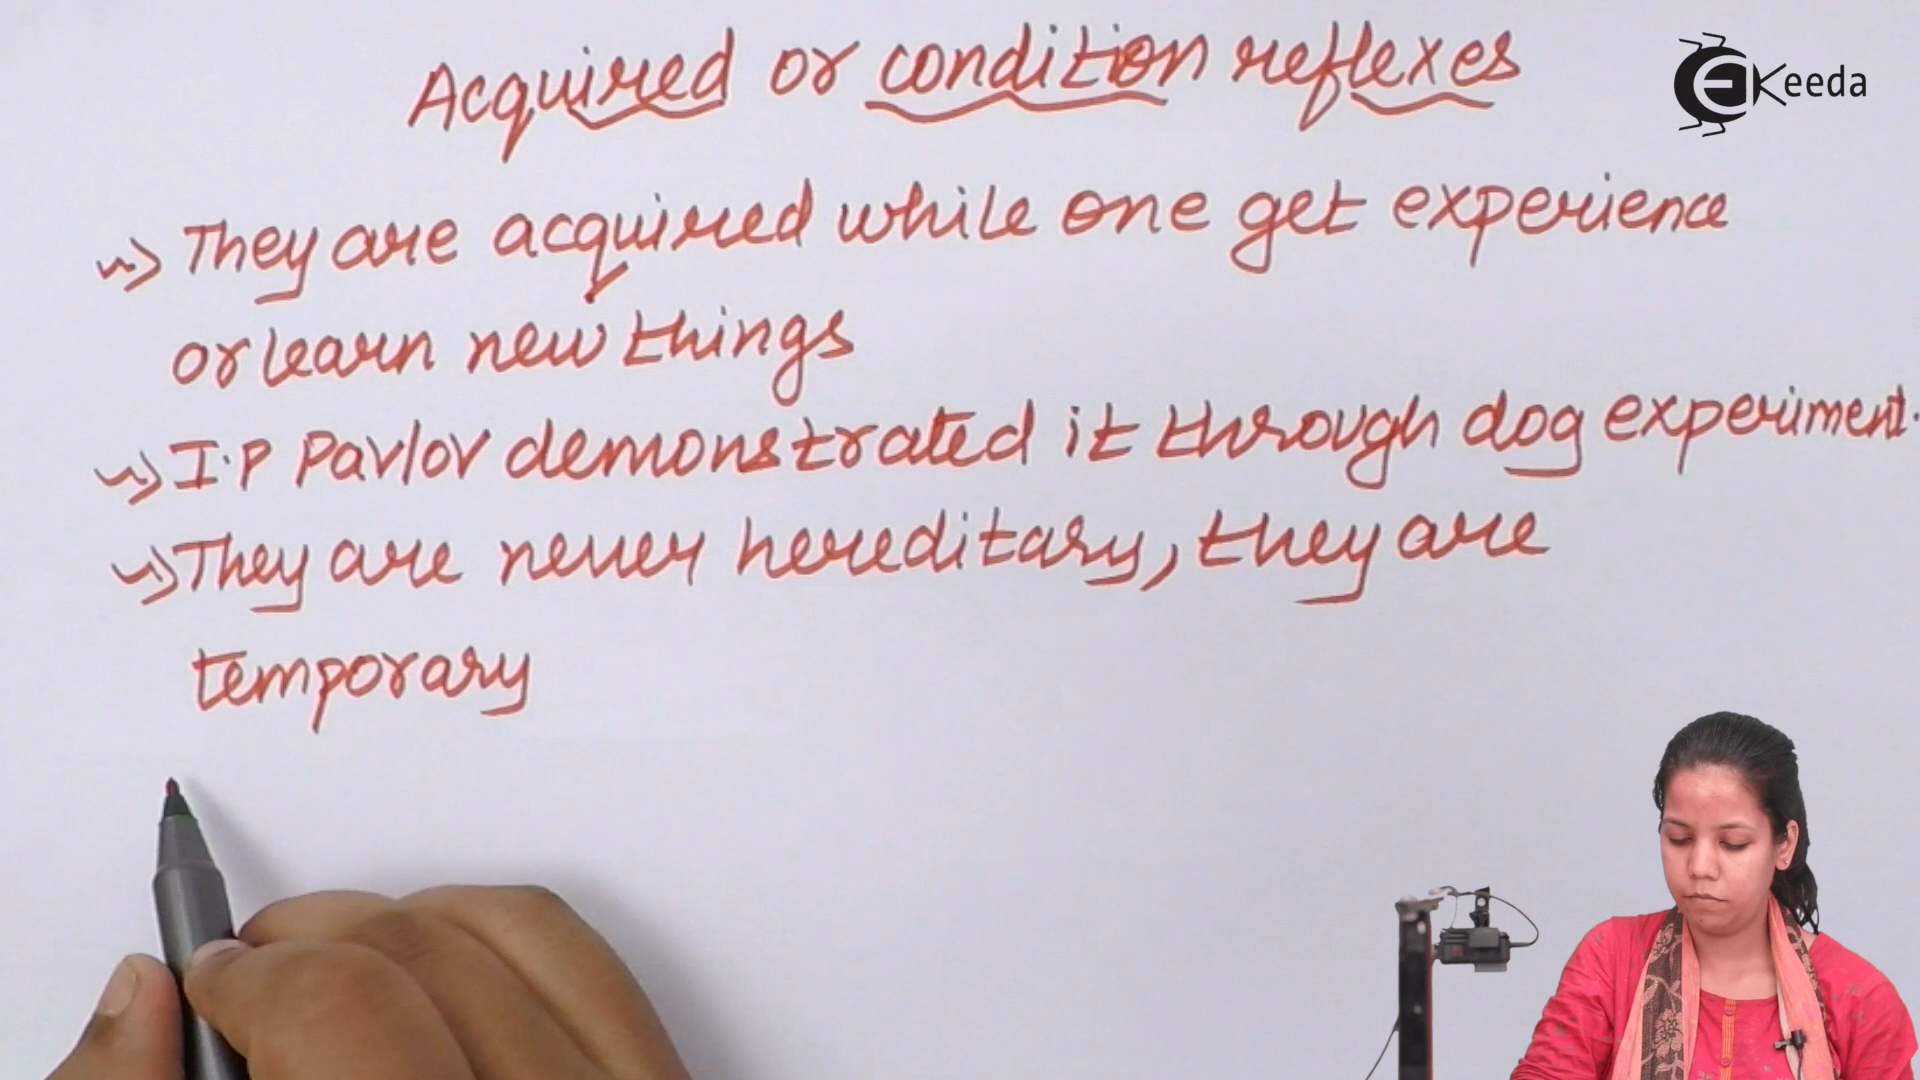 Acquired or condition reflexes
EKeeda
They are acquired while one get experience
or learn new things
I.P Pavlov demonstrated it through dog experiment.
They are never hereditary, they are
temporary